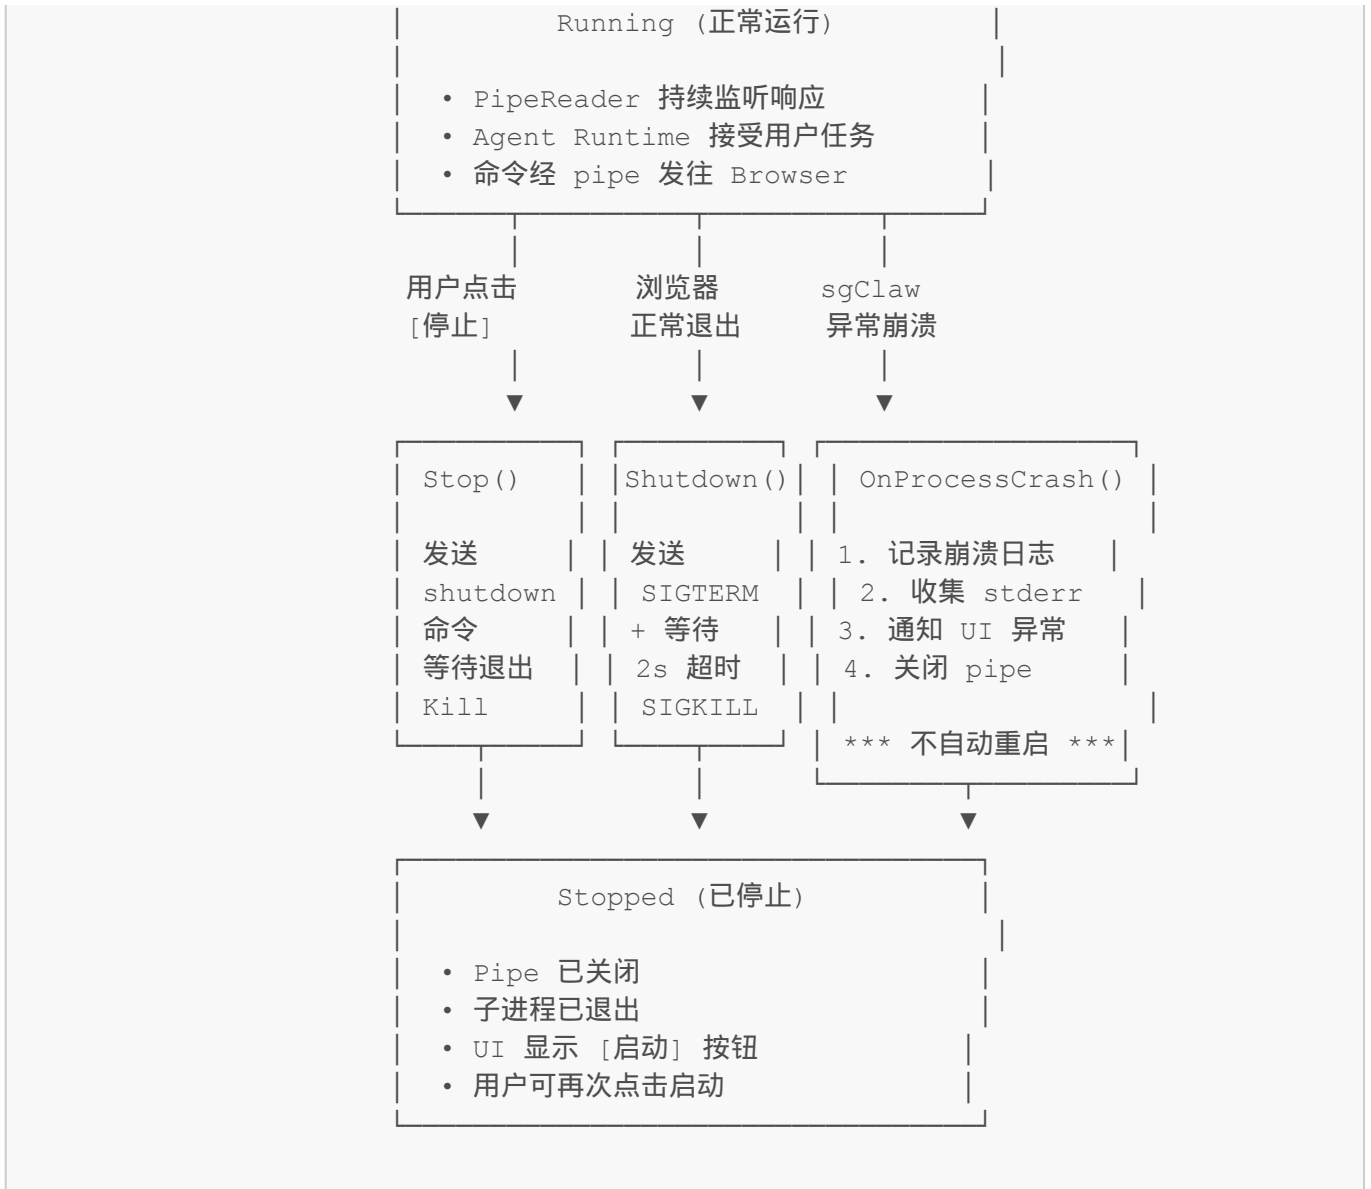 Running (正常运行)
• PipeReader 持续监听响应
• Agent Runtime 接受用户任务
• 命令经 pipe 发往 Browser
用户点击 浏览器 sgClaw
[停止] 正常退出 异常崩溃
Stop() Shutdown() OnProcessCrash()
发送 发送 1. 记录崩溃日志
shutdown SIGTERM 2. 收集 stderr
命令 + 等待 3. 通知 UI 异常
等待退出 2s 超时 4. 关闭 pipe
Kill SIGKILL
*** 不自动重启 ***
Stopped (已停止)
• Pipe 已关闭
• 子进程已退出
• UI 显示 [启动] 按钮
• 用户可再次点击启动